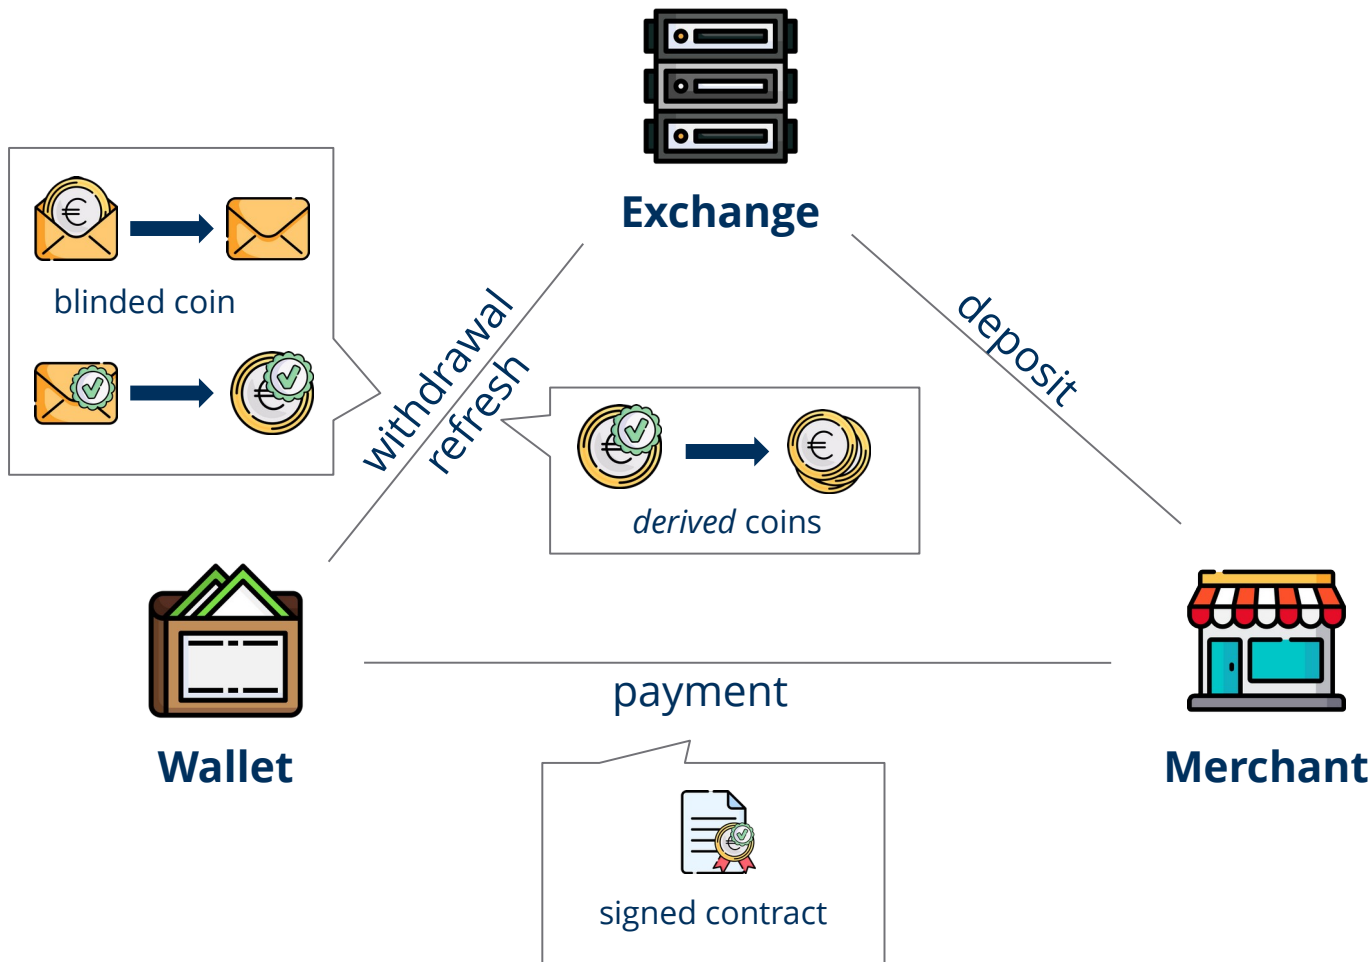 Exchange
blinded coin
withdrawal
refresh
deposit
derived coins
payment
Wallet
Merchant
signed contract